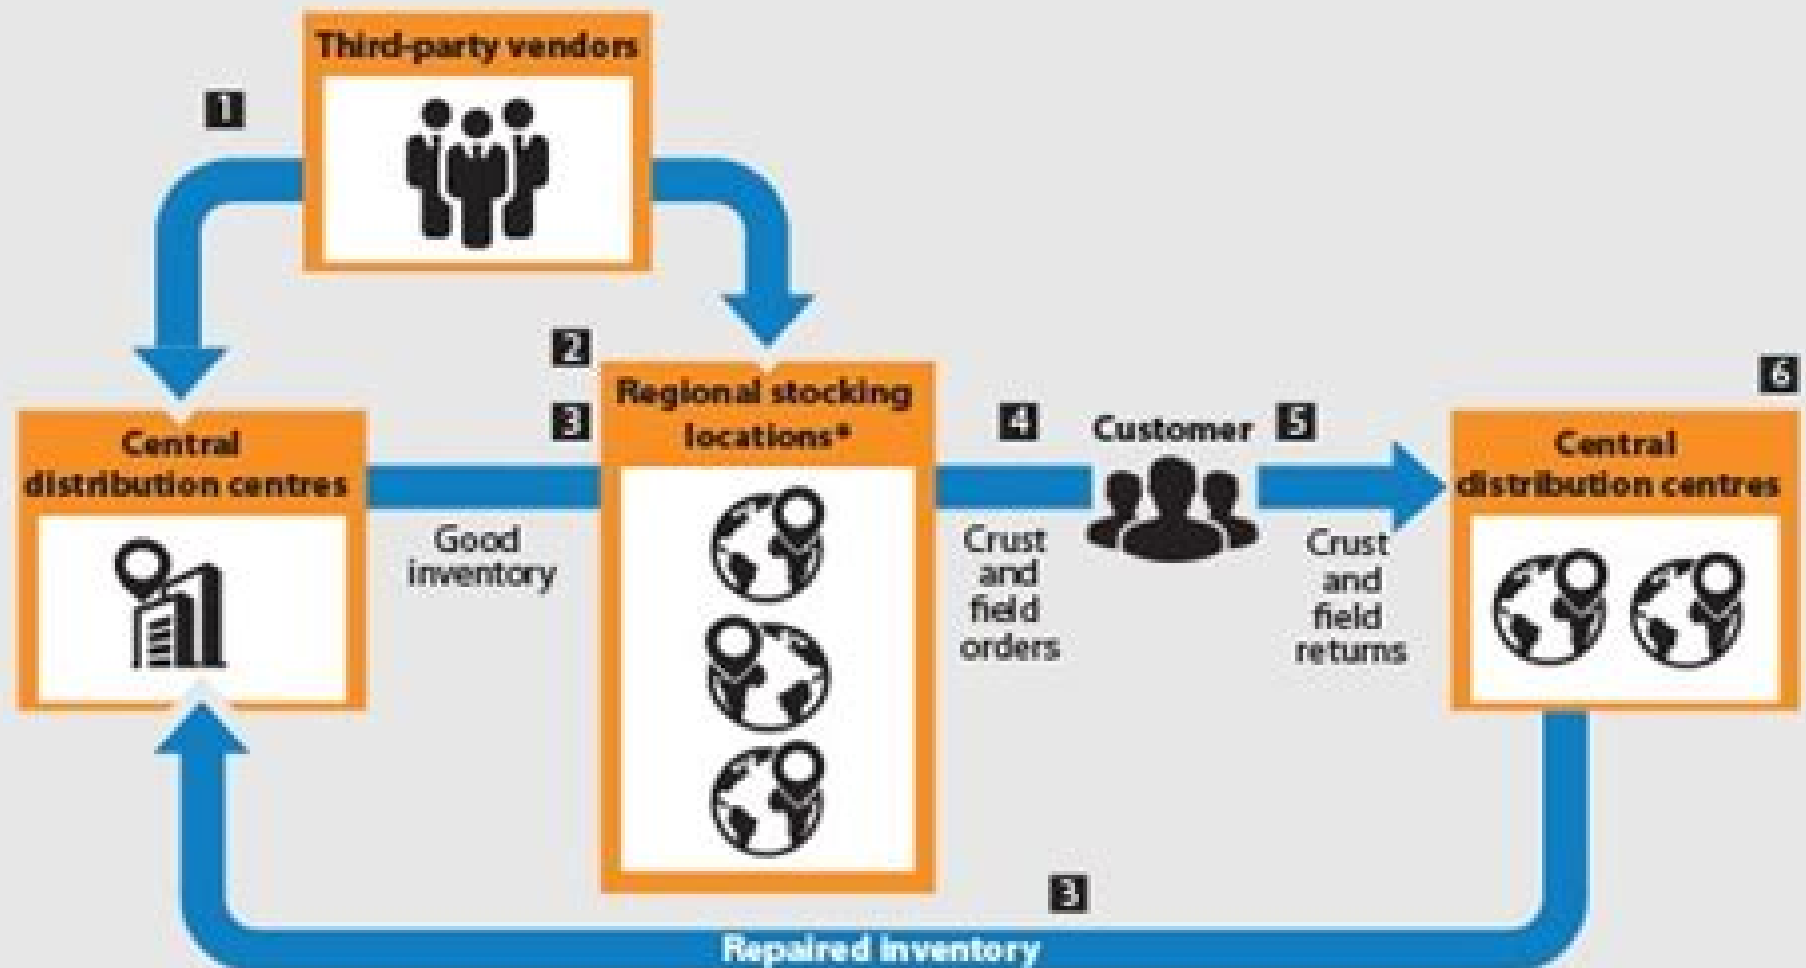 Third-party vendors
1
2
3
Regional stocking
locations*
4
Customer
5
6
Central
distribution centres
Central
distribution centres
Good
inventory
Crust
and
field
orders
Crust
and
field
returns
3
Repaired inventory